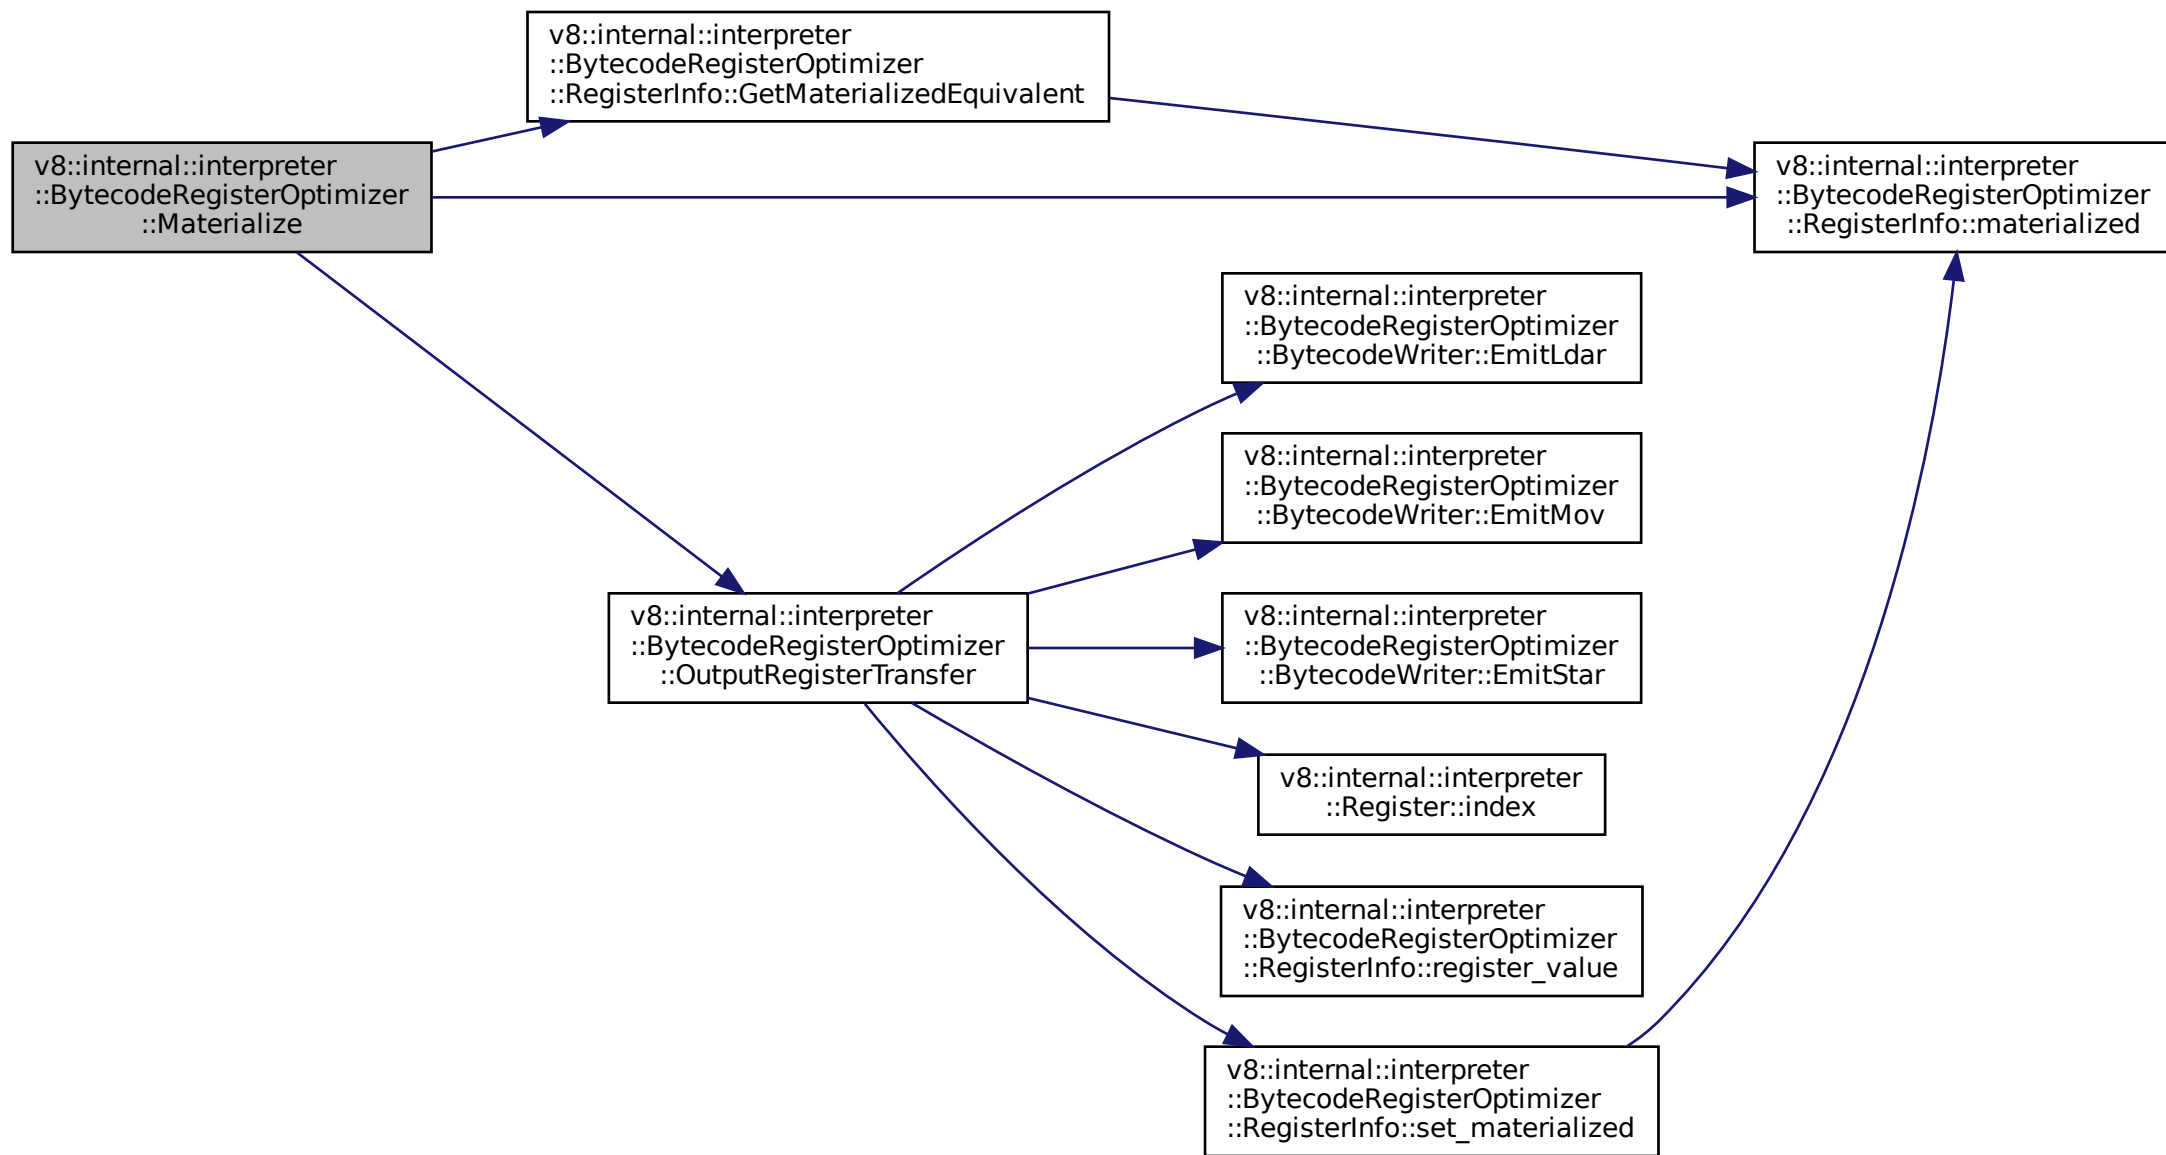 v8::internal::interpreter
::BytecodeRegisterOptimizer
::RegisterInfo::GetMaterializedEquivalent
v8::internal::interpreter
::BytecodeRegisterOptimizer
::Materialize
v8::internal::interpreter
::BytecodeRegisterOptimizer
::RegisterInfo::materialized
v8::internal::interpreter
::BytecodeRegisterOptimizer
::BytecodeWriter::EmitLdar
v8::internal::interpreter
::BytecodeRegisterOptimizer
::BytecodeWriter::EmitMov
v8::internal::interpreter
::BytecodeRegisterOptimizer
::OutputRegisterTransfer
v8::internal::interpreter
::BytecodeRegisterOptimizer
::BytecodeWriter::EmitStar
v8::internal::interpreter
::Register::index
v8::internal::interpreter
::BytecodeRegisterOptimizer
::RegisterInfo::register_value
v8::internal::interpreter
::BytecodeRegisterOptimizer
::RegisterInfo::set_materialized